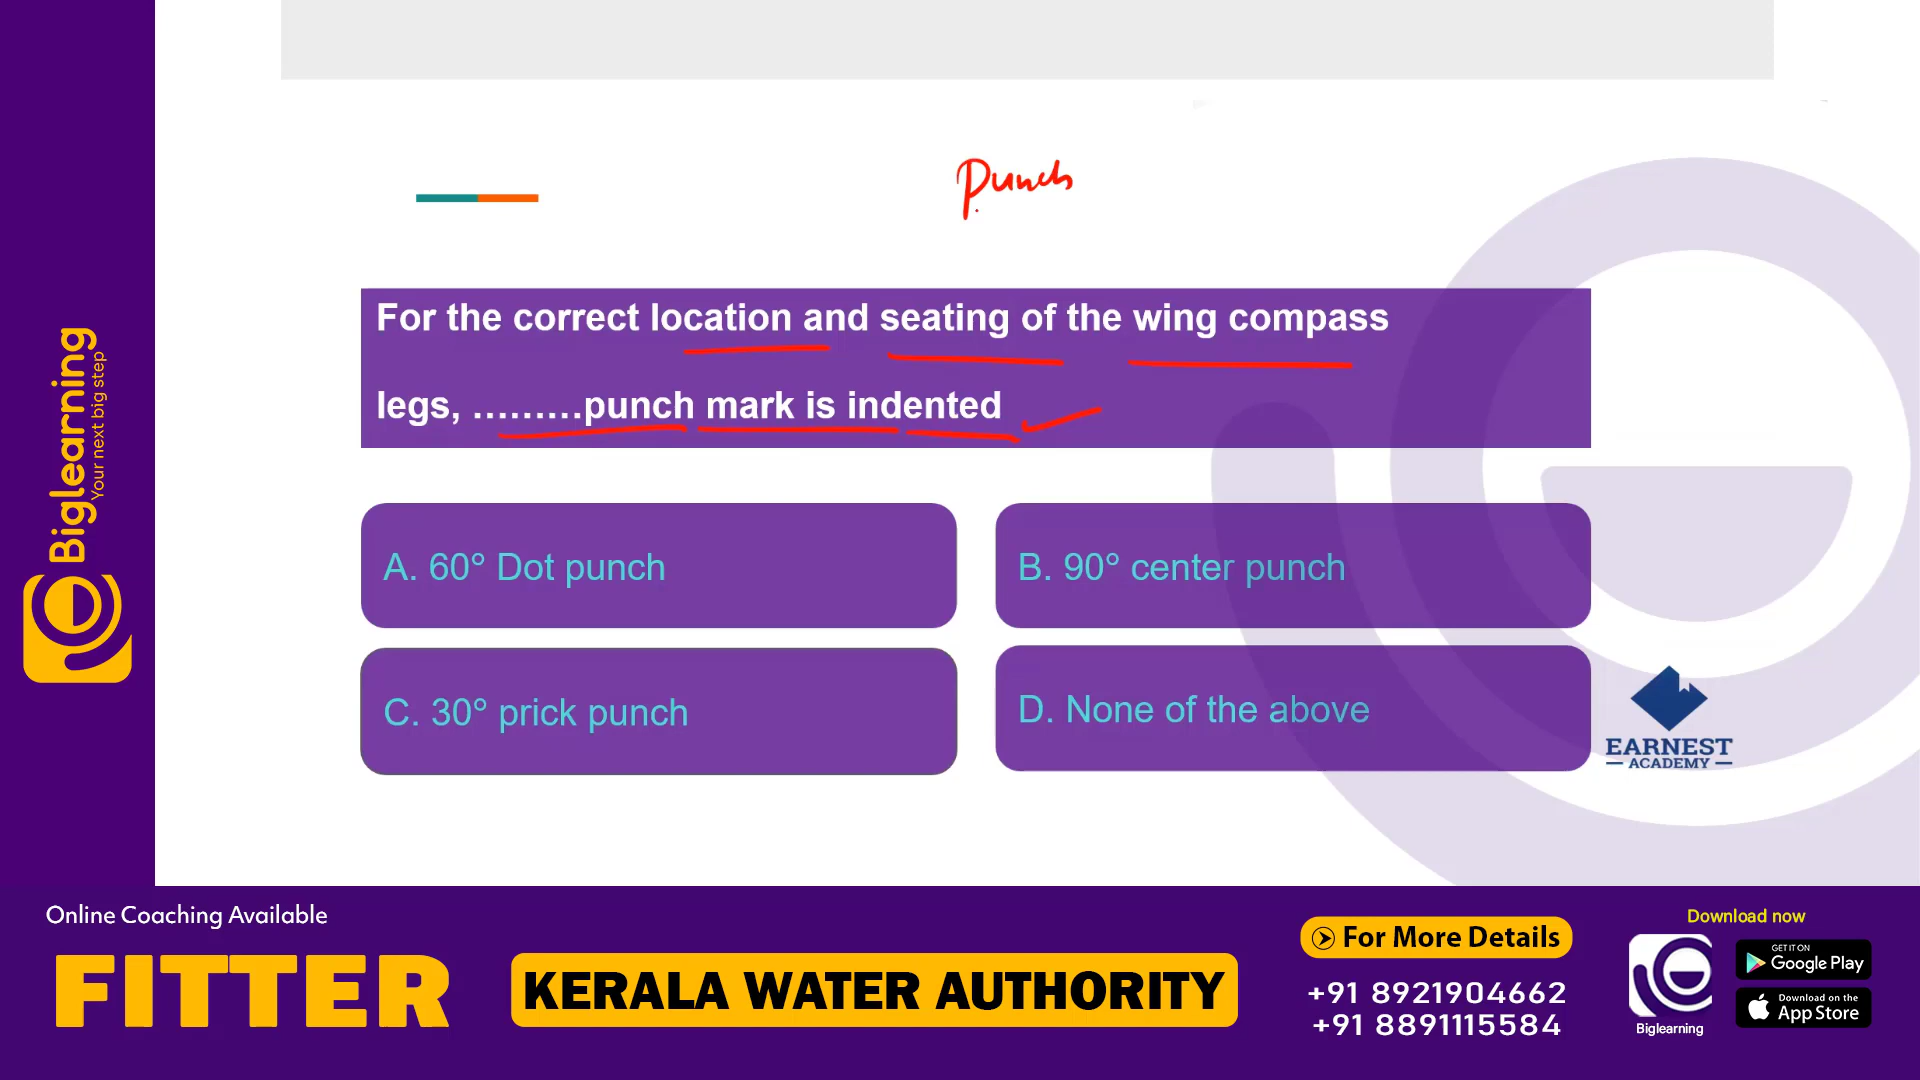 Punch
For the correct location and seating of the wing compass
legs, ………punch mark is indented
A. 60° Dot punch
B. 90° center punch
C. 30° prick punch
D. None of the above
EARNEST
ACADEMY
Biglearning
Your next big step
Online Coaching Available
FITTER
KERALA WATER AUTHORITY
For More Details
+91 8921904662
+91 8891115584
Download now
Biglearning
GET IT ON
Google Play
Download on the
App Store